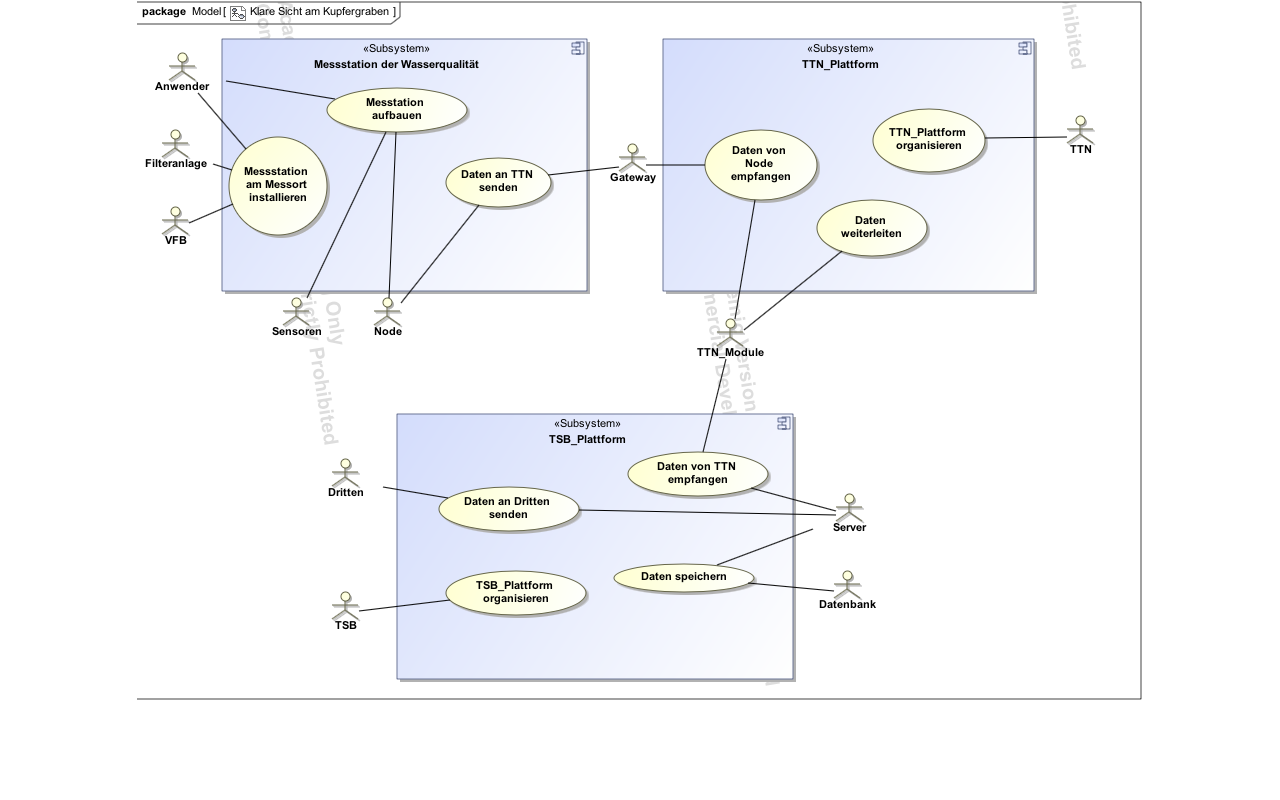 package Model [ Klare Sicht am Kupfergraben ]
«Subsystem»
Messstation der Wasserqualität
Anwender
Messtation
aufbauen
Filteranlage
Messstation
am Messort
installieren
Daten an TTN
senden
VFB
Sensoren
Node
Gateway
«Subsystem»
TTN_Plattform
Daten von
Node
empfangen
TTN_Plattform
organisieren
TTN
Daten
weiterleiten
TTN_Module
«Subsystem»
TSB_Plattform
Daten von TTN
empfangen
Dritten
Daten an Dritten
senden
Server
Daten speichern
TSB_Plattform
organisieren
Datenbank
TSB
Only
Prohibited
Version
hibited